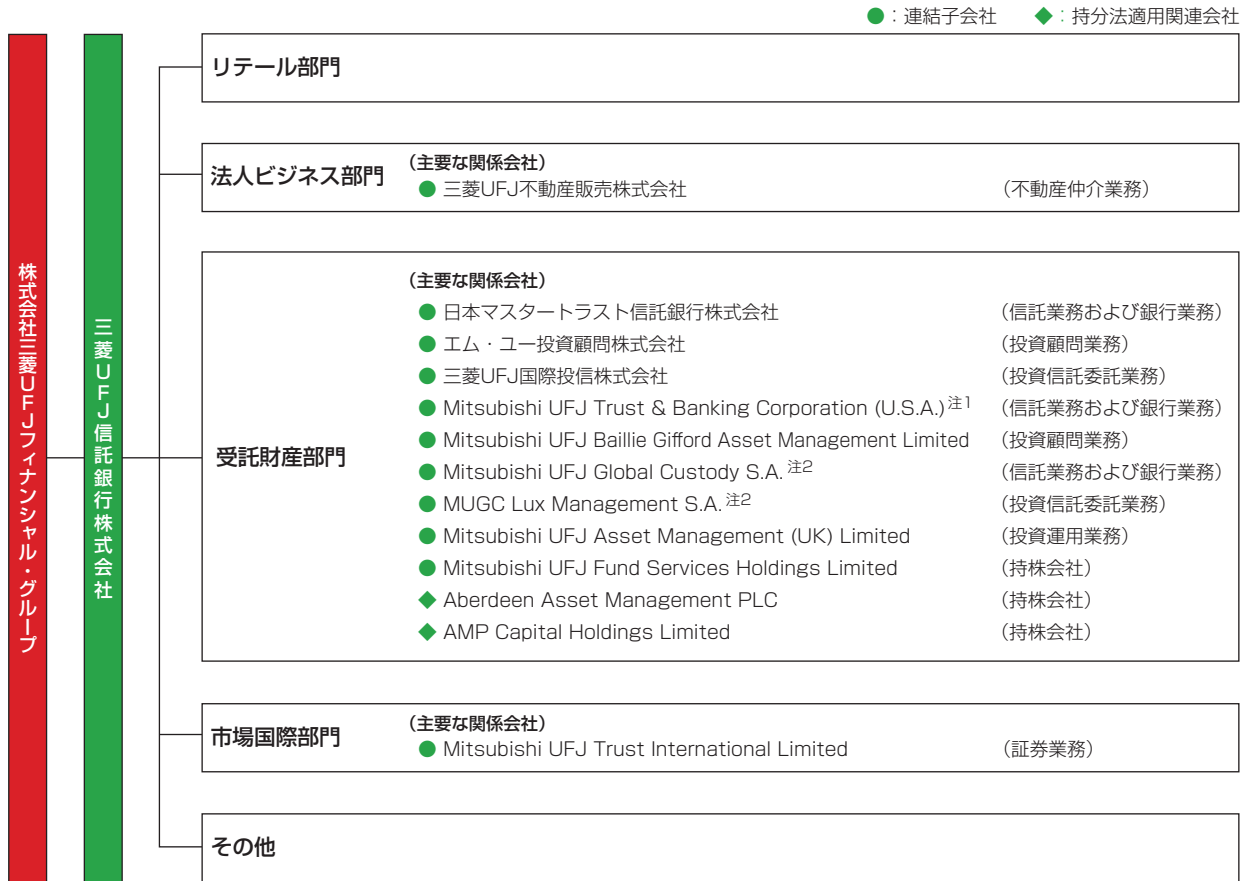 ●：連結子会社　◆：持分法適用関連会社
株式会社三菱UFJフィナンシャル・グループ
三菱UFJ信託銀行株式会社
リテール部門
法人ビジネス部門
（主要な関係会社）
● 三菱UFJ不動産販売株式会社 （不動産仲介業務）
受託財産部門
（主要な関係会社）
● 日本マスタートラスト信託銀行株式会社 （信託業務および銀行業務）
● エム・ユー投資顧問株式会社 （投資顧問業務）
● 三菱UFJ国際投信株式会社 （投資信託委託業務）
● Mitsubishi UFJ Trust & Banking Corporation (U.S.A.)注1 （信託業務および銀行業務）
● Mitsubishi UFJ Baillie Gifford Asset Management Limited （投資顧問業務）
● Mitsubishi UFJ Global Custody S.A.注2 （信託業務および銀行業務）
● MUGC Lux Management S.A.注2 （投資信託委託業務）
● Mitsubishi UFJ Asset Management (UK) Limited （投資運用業務）
● Mitsubishi UFJ Fund Services Holdings Limited （持株会社）
◆ Aberdeen Asset Management PLC （持株会社）
◆ AMP Capital Holdings Limited （持株会社）
市場国際部門
（主要な関係会社）
● Mitsubishi UFJ Trust International Limited （証券業務）
その他